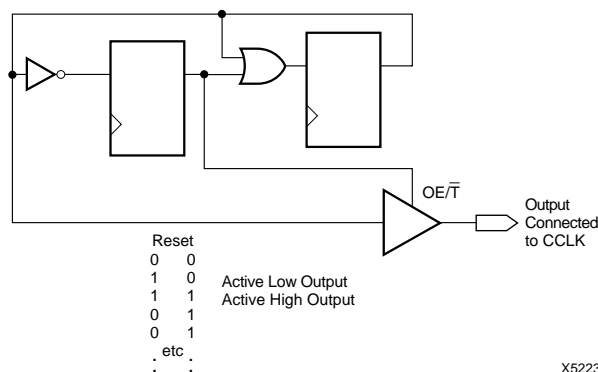 OE/T̅
Output
Connected
to CCLK
Reset
0 0
1 0
1 1
0 0
0 1
etc
. .
. .
Active Low Output
Active High Output
X5223